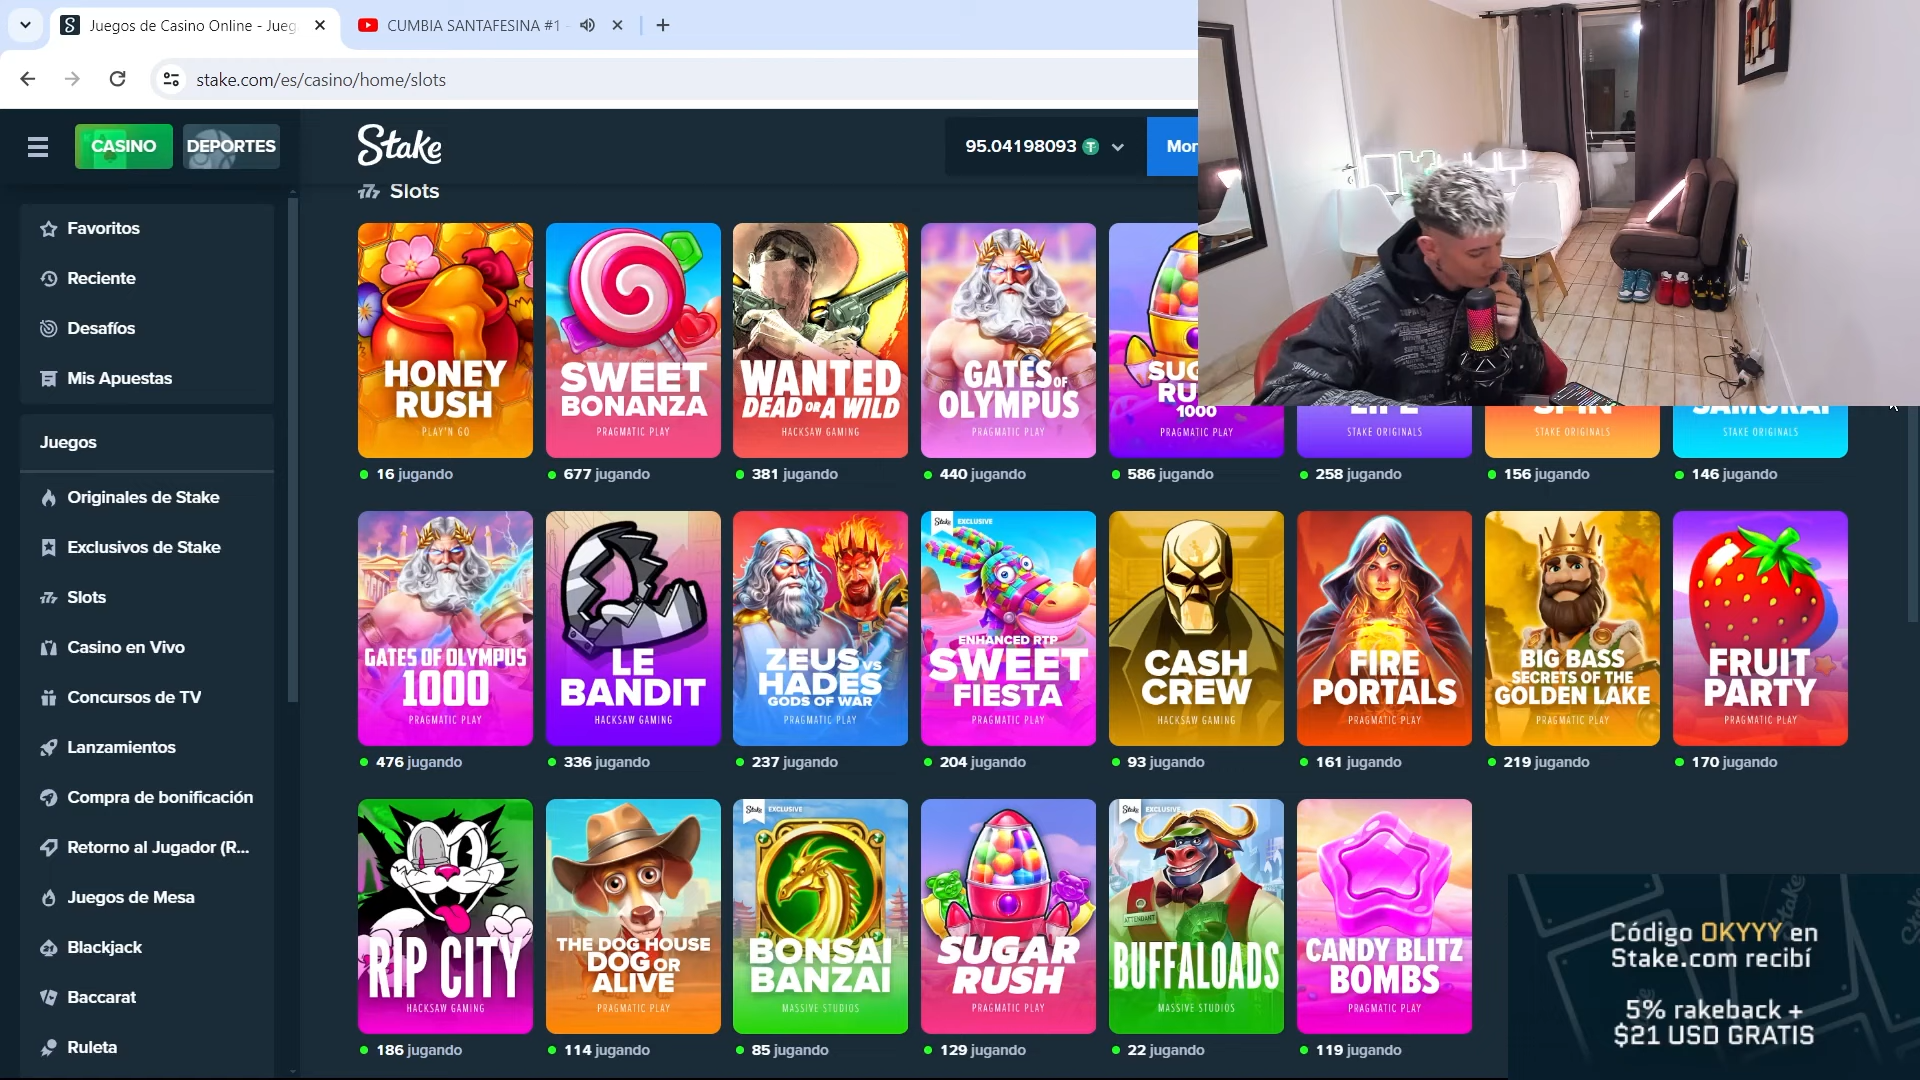 Juegos de Casino Online - Jueg
CUMBIA SANTAFESINA #1
stake.com/es/casino/home/slots
CASINO
DEPORTES
Stake
95.04198093
Mon
Slots
Favoritos
Reciente
Desafíos
Mis Apuestas
Juegos
Originales de Stake
Exclusivos de Stake
Slots
Casino en Vivo
Concursos de TV
Lanzamientos
Compra de bonificación
Retorno al Jugador (R...
Juegos de Mesa
Blackjack
Baccarat
Ruleta
HONEY
RUSH
PLAY'N GO
16 jugando
SWEET
BONANZA
PRAGMATIC PLAY
677 jugando
WANTED
DEAD OR A WILD
HACKSAW GAMING
381 jugando
GATES OF
OLYMPUS
PRAGMATIC PLAY
440 jugando
SUG
RU
1000
PRAGMATIC PLAY
586 jugando
STAKE ORIGINALS
258 jugando
STAKE ORIGINALS
156 jugando
SAMURAI
STAKE ORIGINALS
146 jugando
GATES OF OLYMPUS
1000
PRAGMATIC PLAY
476 jugando
LE
BANDIT
HACKSAW GAMING
336 jugando
ZEUS VS
HADES
GODS OF WAR
PRAGMATIC PLAY
237 jugando
Stake EXCLUSIVE
ENHANCED RTP
SWEET
FIESTA
PRAGMATIC PLAY
204 jugando
CASH
CREW
HACKSAW GAMING
93 jugando
FIRE
PORTALS
PRAGMATIC PLAY
161 jugando
BIG BASS
SECRETS OF THE
GOLDEN LAKE
PRAGMATIC PLAY
219 jugando
FRUIT
PARTY
PRAGMATIC PLAY
170 jugando
RIP CITY
HACKSAW GAMING
186 jugando
THE DOG HOUSE
DOG OR
ALIVE
PRAGMATIC PLAY
114 jugando
Stake EXCLUSIVE
BONSAI
BANZAI
MASSIVE STUDIOS
85 jugando
SUGAR
RUSH
PRAGMATIC PLAY
129 jugando
Stake EXCLUSIVE
ATTENDANT
BUFFALOADS
MASSIVE STUDIOS
22 jugando
CANDY BLITZ
BOMBS
PRAGMATIC PLAY
119 jugando
Código OKYYY en
Stake.com recibí
5% rakeback +
$21 USD GRATIS